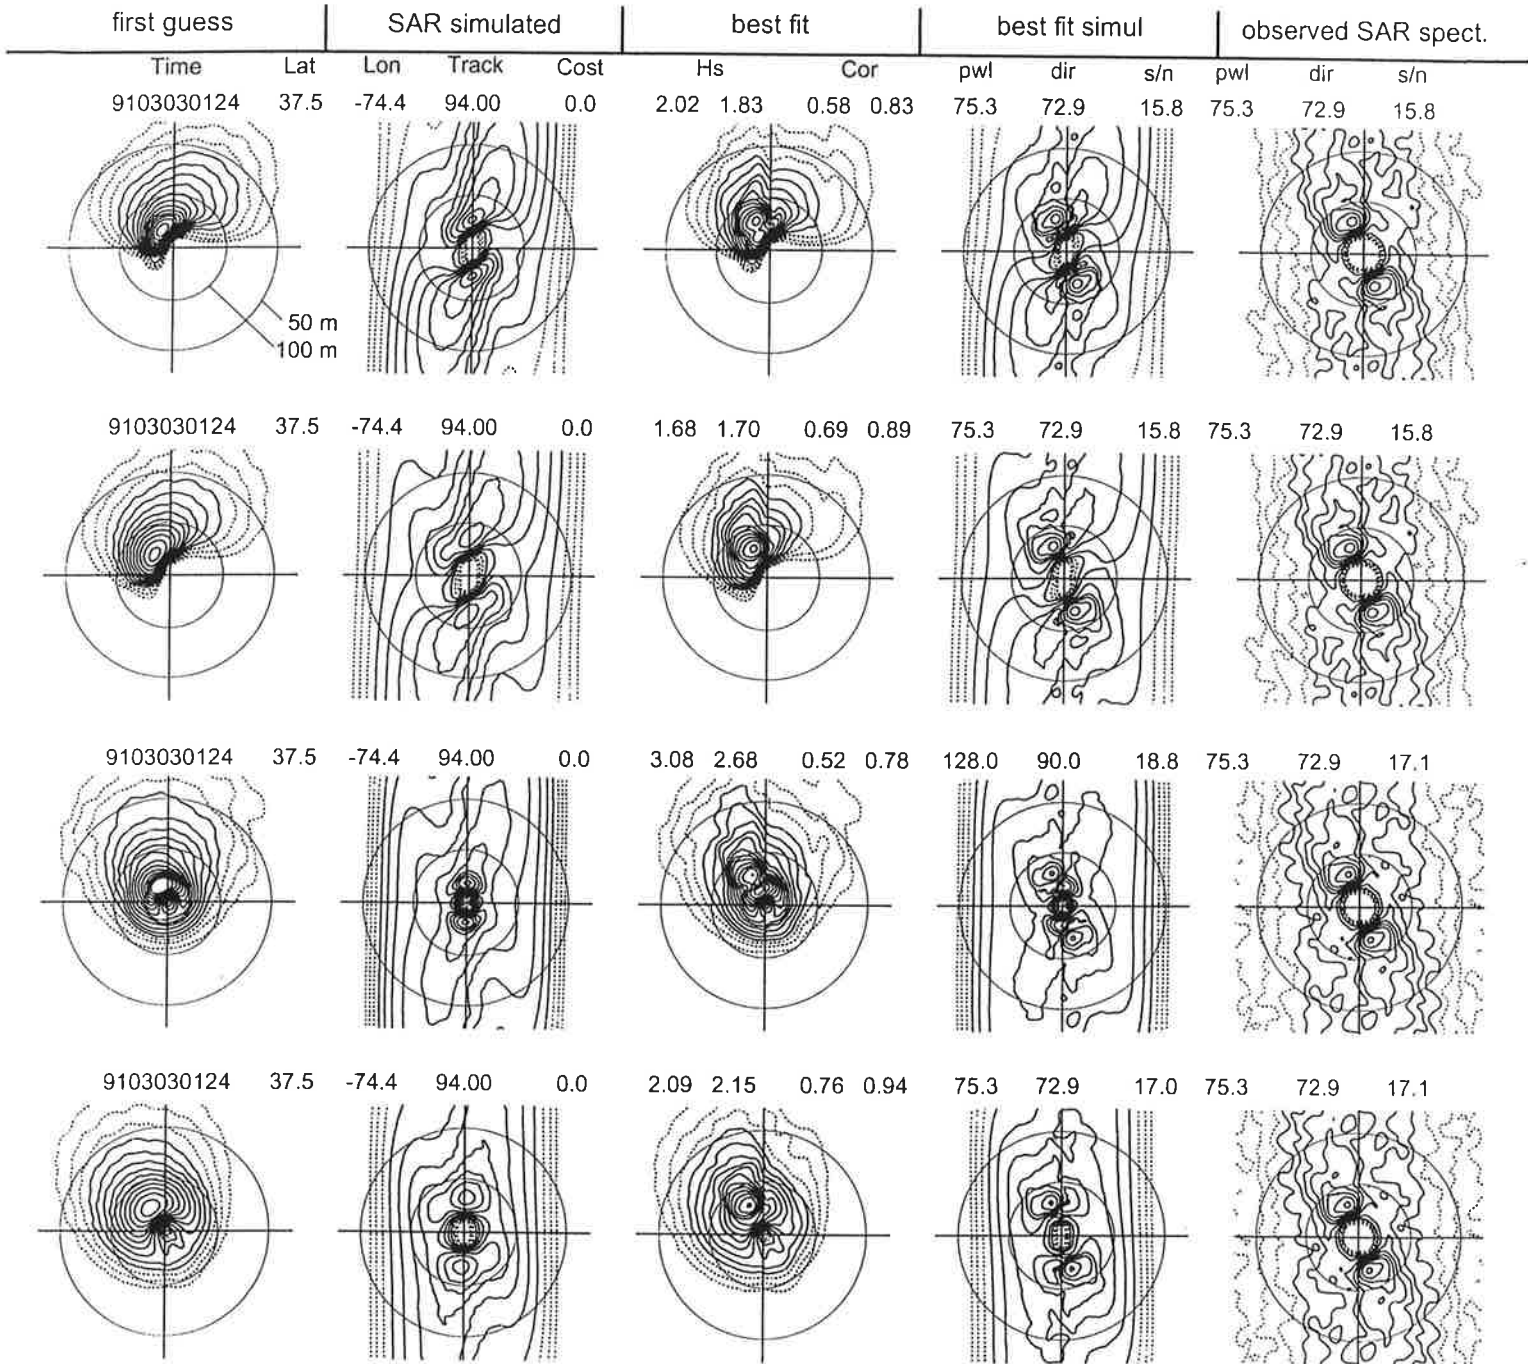 first guess SAR simulated best fit best fit simul observed SAR spect.
Time Lat Lon Track Cost Hs Cor pwl dir s/n pwl dir s/n
9103030124 37.5 -74.4 94.00 0.0 2.02 1.83 0.58 0.83 75.3 72.9 15.8 75.3 72.9 15.8
50 m
100 m
9103030124 37.5 -74.4 94.00 0.0 1.68 1.70 0.69 0.89 75.3 72.9 15.8 75.3 72.9 15.8
9103030124 37.5 -74.4 94.00 0.0 3.08 2.68 0.52 0.78 128.0 90.0 18.8 75.3 72.9 17.1
9103030124 37.5 -74.4 94.00 0.0 2.09 2.15 0.76 0.94 75.3 72.9 17.0 75.3 72.9 17.1